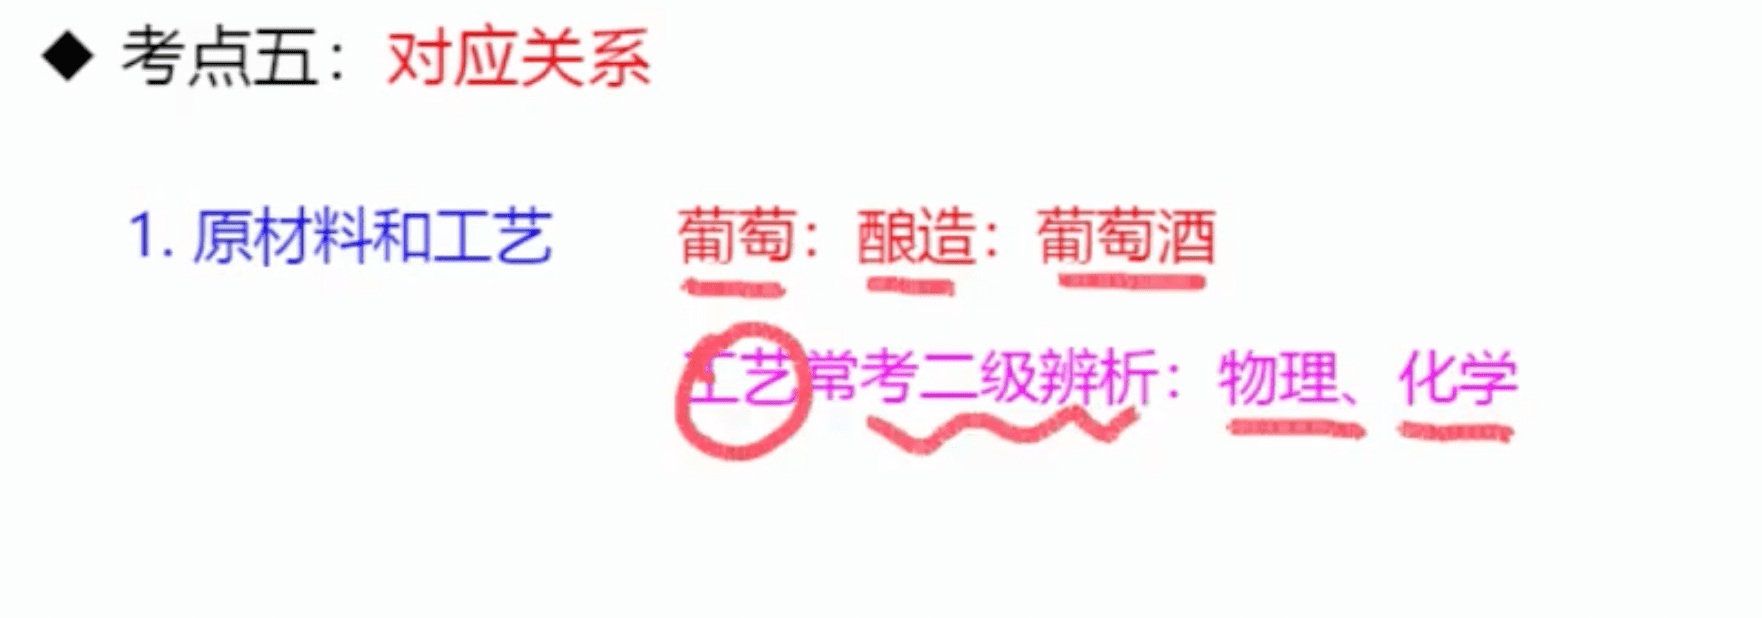 ◆ 考点五：对应关系
1. 原材料和工艺 葡萄：酿造：葡萄酒
工艺常考二级辨析：物理、化学